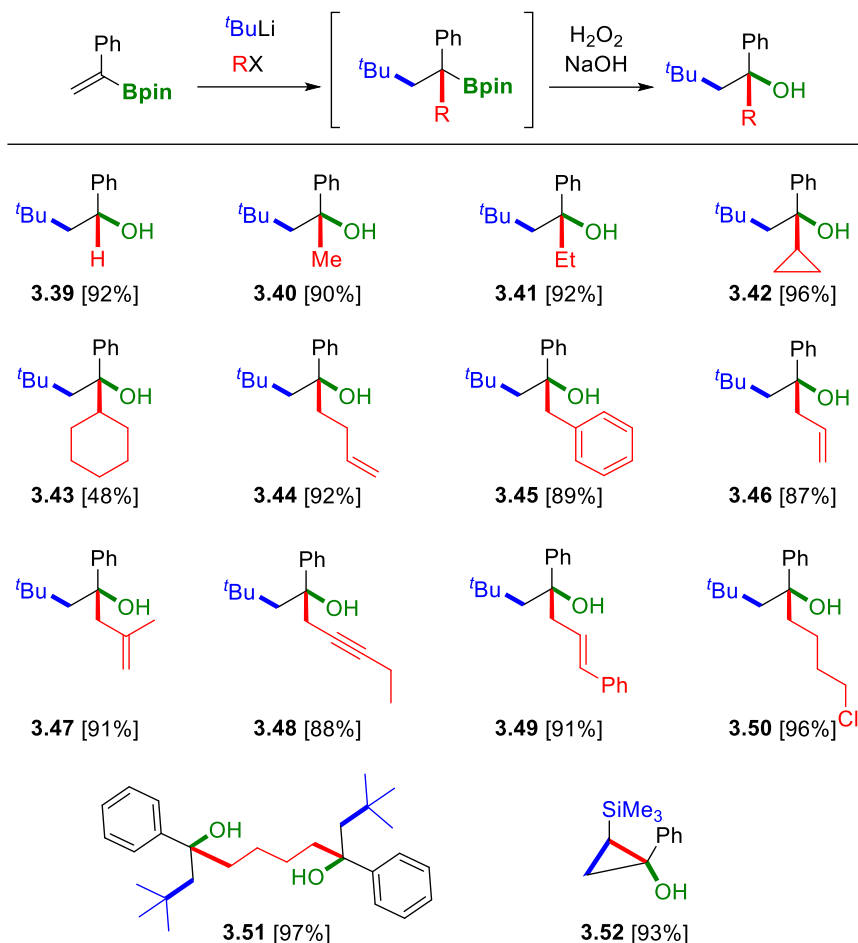 Ph
Bpin
ᵗBuLi
RX
ᵗBu
Ph
Bpin
R
H₂O₂
NaOH
ᵗBu
Ph
OH
R
ᵗBu
Ph
OH
H
3.39 [92%]
ᵗBu
Ph
OH
Me
3.40 [90%]
ᵗBu
Ph
OH
Et
3.41 [92%]
ᵗBu
Ph
OH
3.42 [96%]
ᵗBu
Ph
OH
3.43 [48%]
ᵗBu
Ph
OH
3.44 [92%]
ᵗBu
Ph
OH
3.45 [89%]
ᵗBu
Ph
OH
3.46 [87%]
ᵗBu
Ph
OH
3.47 [91%]
ᵗBu
Ph
OH
3.48 [88%]
ᵗBu
Ph
OH
Ph
3.49 [91%]
ᵗBu
Ph
OH
Cl
3.50 [96%]
OH
HO
3.51 [97%]
SiMe₃
Ph
OH
3.52 [93%]